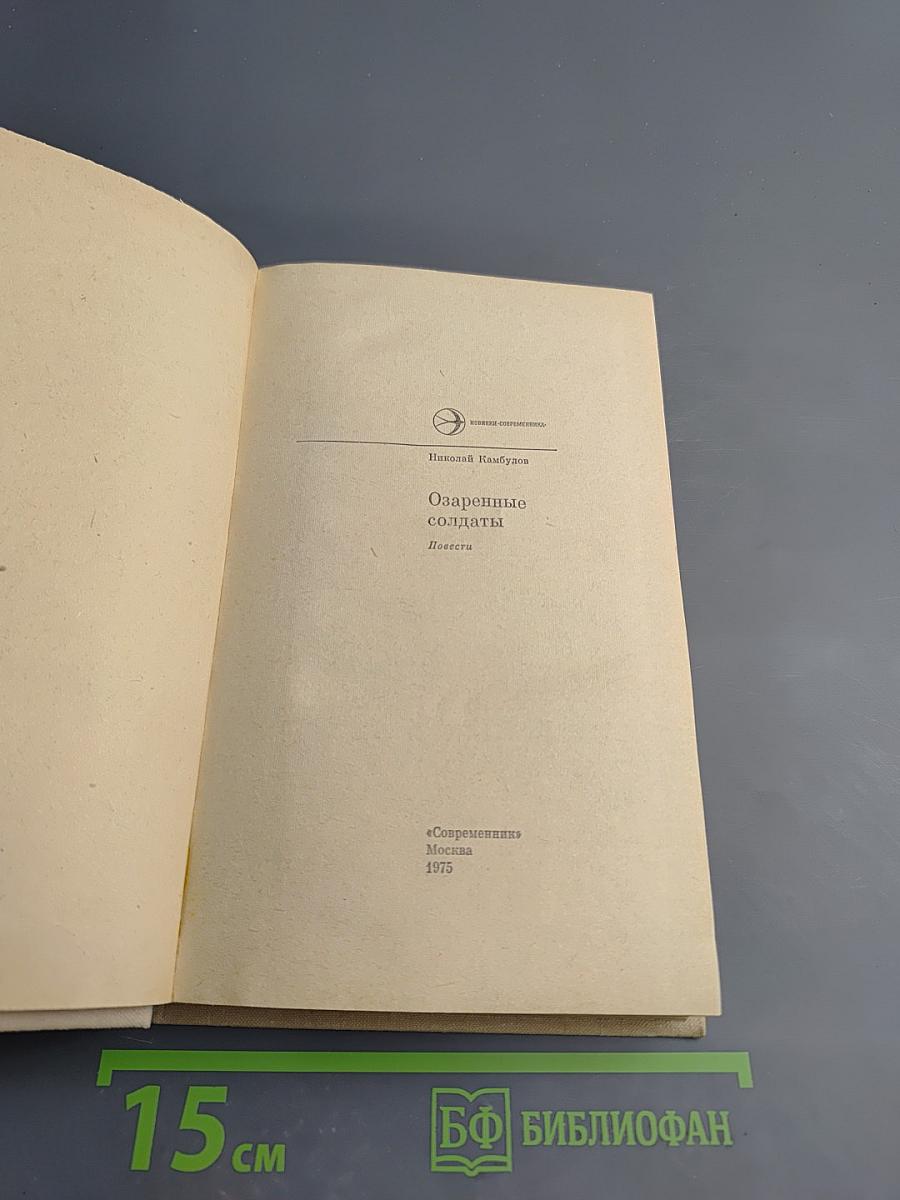 НОВИНКИ «СОВРЕМЕННИКА»
Николай Камбулов
Озаренные
солдаты
Повести
«Современник»
Москва
1975
15 см
БФ БИБЛИОФАН